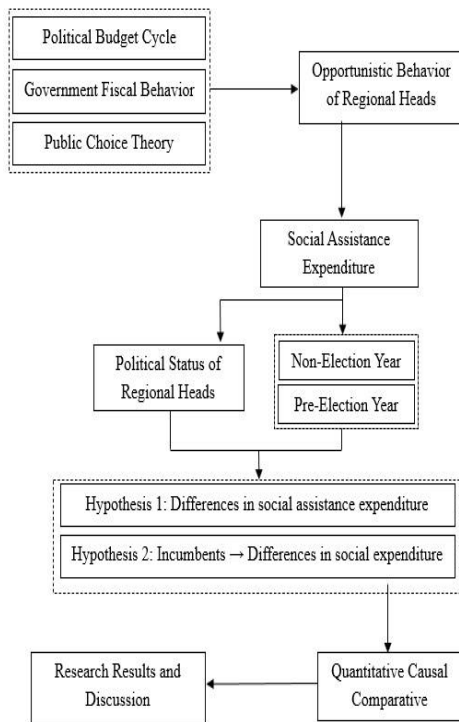 Political Budget Cycle
Government Fiscal Behavior
Public Choice Theory
Opportunistic Behavior
of Regional Heads
Social Assistance
Expenditure
Political Status of
Regional Heads
Non-Election Year
Pre-Election Year
Hypothesis 1: Differences in social assistance expenditure
Hypothesis 2: Incumbents → Differences in social expenditure
Quantitative Causal
Comparative
Research Results and
Discussion